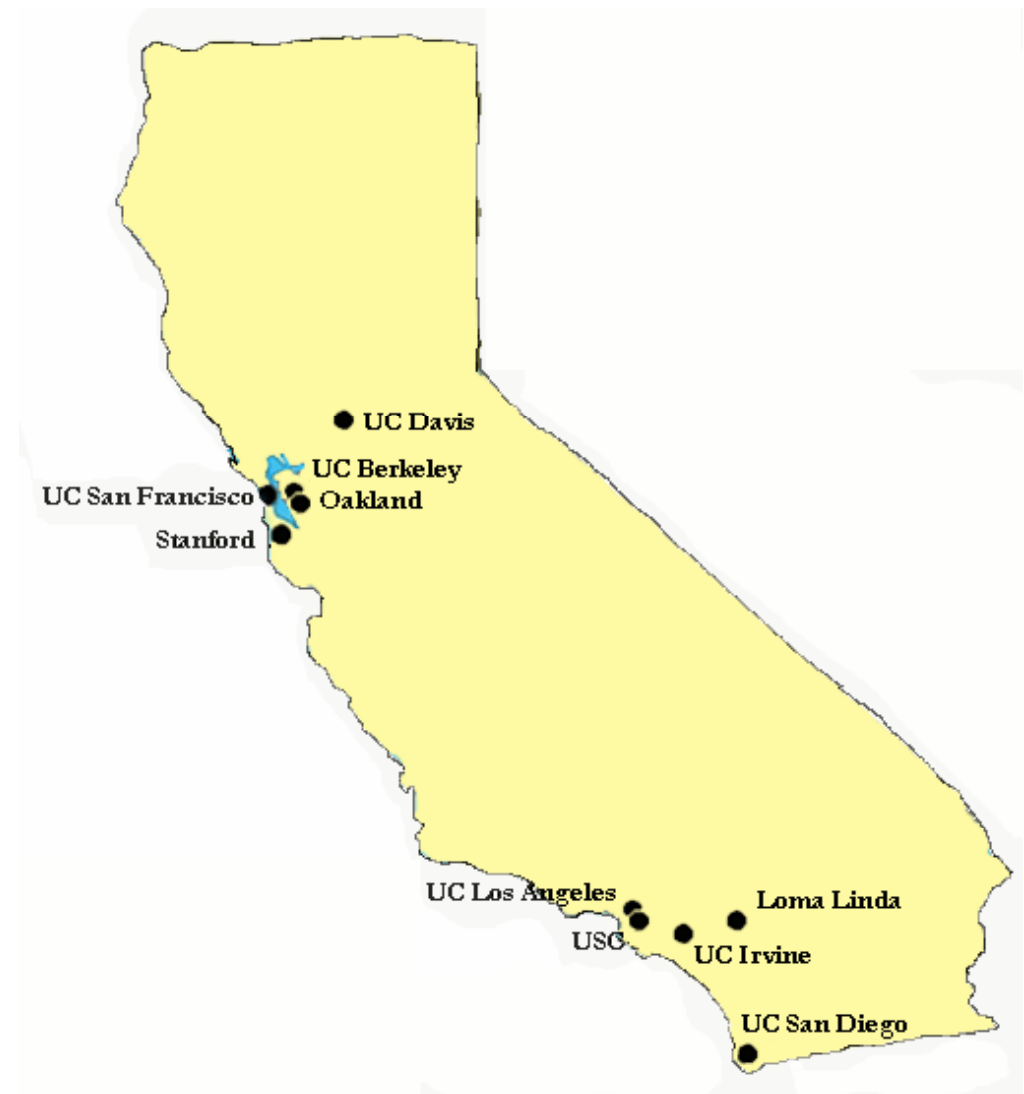 UC Davis
UC Berkeley
UC San Francisco
Oakland
Stanford
UC Los Angeles
Loma Linda
USC
UC Irvine
UC San Diego